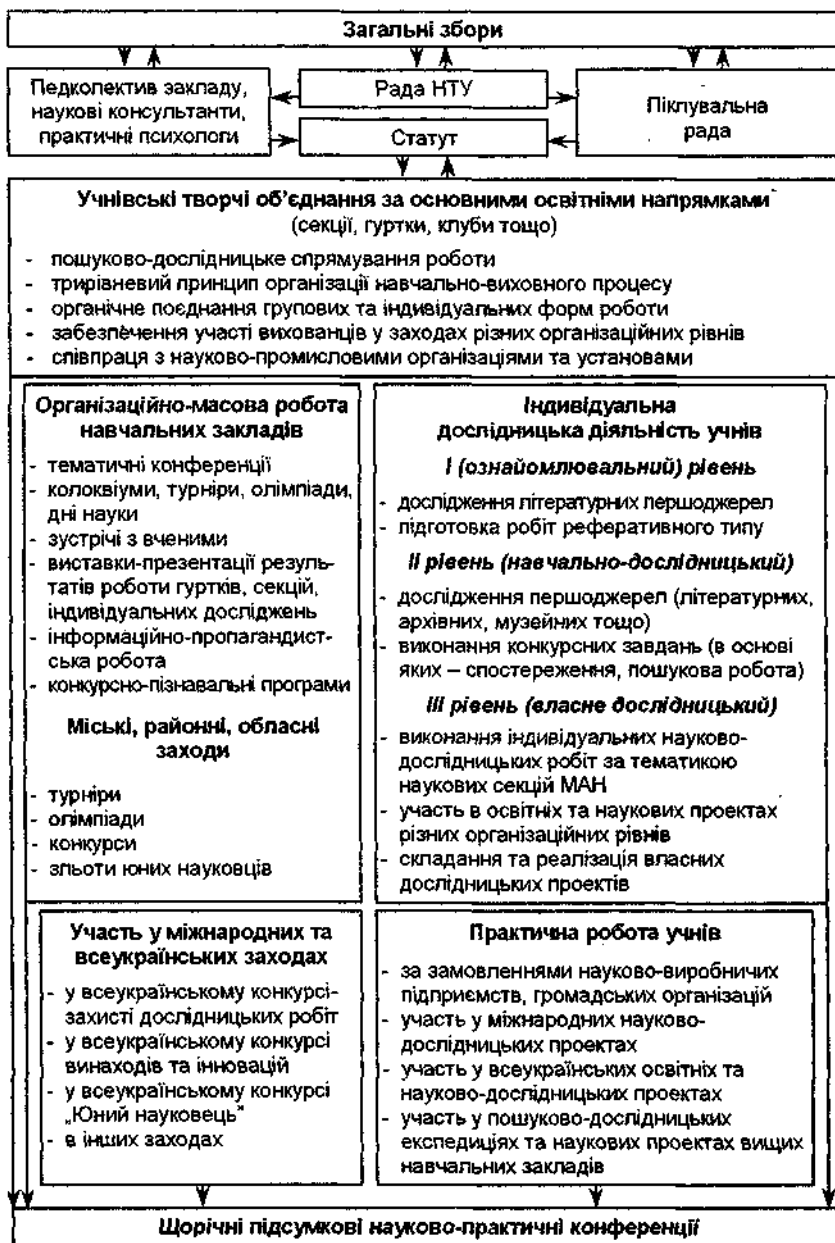 Загальні збори
Педколектив закладу,
наукові консультанти,
практичні психологи
Рада НТУ
Статут
Піклувальна
рада
Учнівські творчі об’єднання за основними освітніми напрямками
(секції, гуртки, клуби тощо)
- пошуково-дослідницьке спрямування роботи
- трирівневий принцип організації навчально-виховного процесу
- органічне поєднання групових та індивідуальних форм роботи
- забезпечення участі вихованців у заходах різних організаційних рівнів
- співпраця з науково-промисловими організаціями та установами
Організаційно-масова робота
навчальних закладів
- тематичні конференції
- колоквіуми, турніри, олімпіади,
дні науки
- зустрічі з вченими
- виставки-презентації резуль-
татів роботи гуртків, секцій,
індивідуальних досліджень
- інформаційно-пропагандист-
ська робота
- конкурсно-пізнавальні програми
Міські, районні, обласні
заходи
- турніри
- олімпіади
- конкурси
- зльоти юних науковців
Індивідуальна
дослідницька діяльність учнів
І (ознайомлювальний) рівень
- дослідження літературних першоджерел
- підготовка робіт реферативного типу
ІІ рівень (навчально-дослідницький)
- дослідження першоджерел (літературних,
архівних, музейних тощо)
- виконання конкурсних завдань (в основі
яких – спостереження, пошукова робота)
ІІІ рівень (власне дослідницький)
- виконання індивідуальних науково-
дослідницьких робіт за тематикою
наукових секцій МАН
- участь в освітніх та наукових проектах
різних організаційних рівнів
- складання та реалізація власних
дослідницьких проектів
Участь у міжнародних та
всеукраїнських заходах
- у всеукраїнському конкурсі-
захисті дослідницьких робіт
- у всеукраїнському конкурсі
винаходів та інновацій
- у всеукраїнському конкурсі
„Юний науковець”
- в інших заходах
Практична робота учнів
- за замовленнями науково-виробничих
підприємств, громадських організацій
- участь у міжнародних науково-
дослідницьких проектах
- участь у всеукраїнських освітніх та
науково-дослідницьких проектах
- участь у пошуково-дослідницьких
експедиціях та наукових проектах вищих
навчальних закладів
Щорічні підсумкові науково-практичні конференції